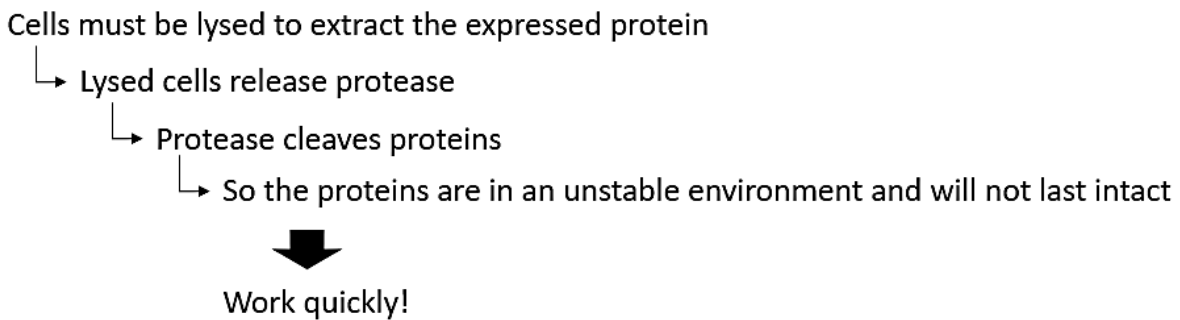 Cells must be lysed to extract the expressed protein
Lysed cells release protease
Protease cleaves proteins
So the proteins are in an unstable environment and will not last intact
Work quickly!